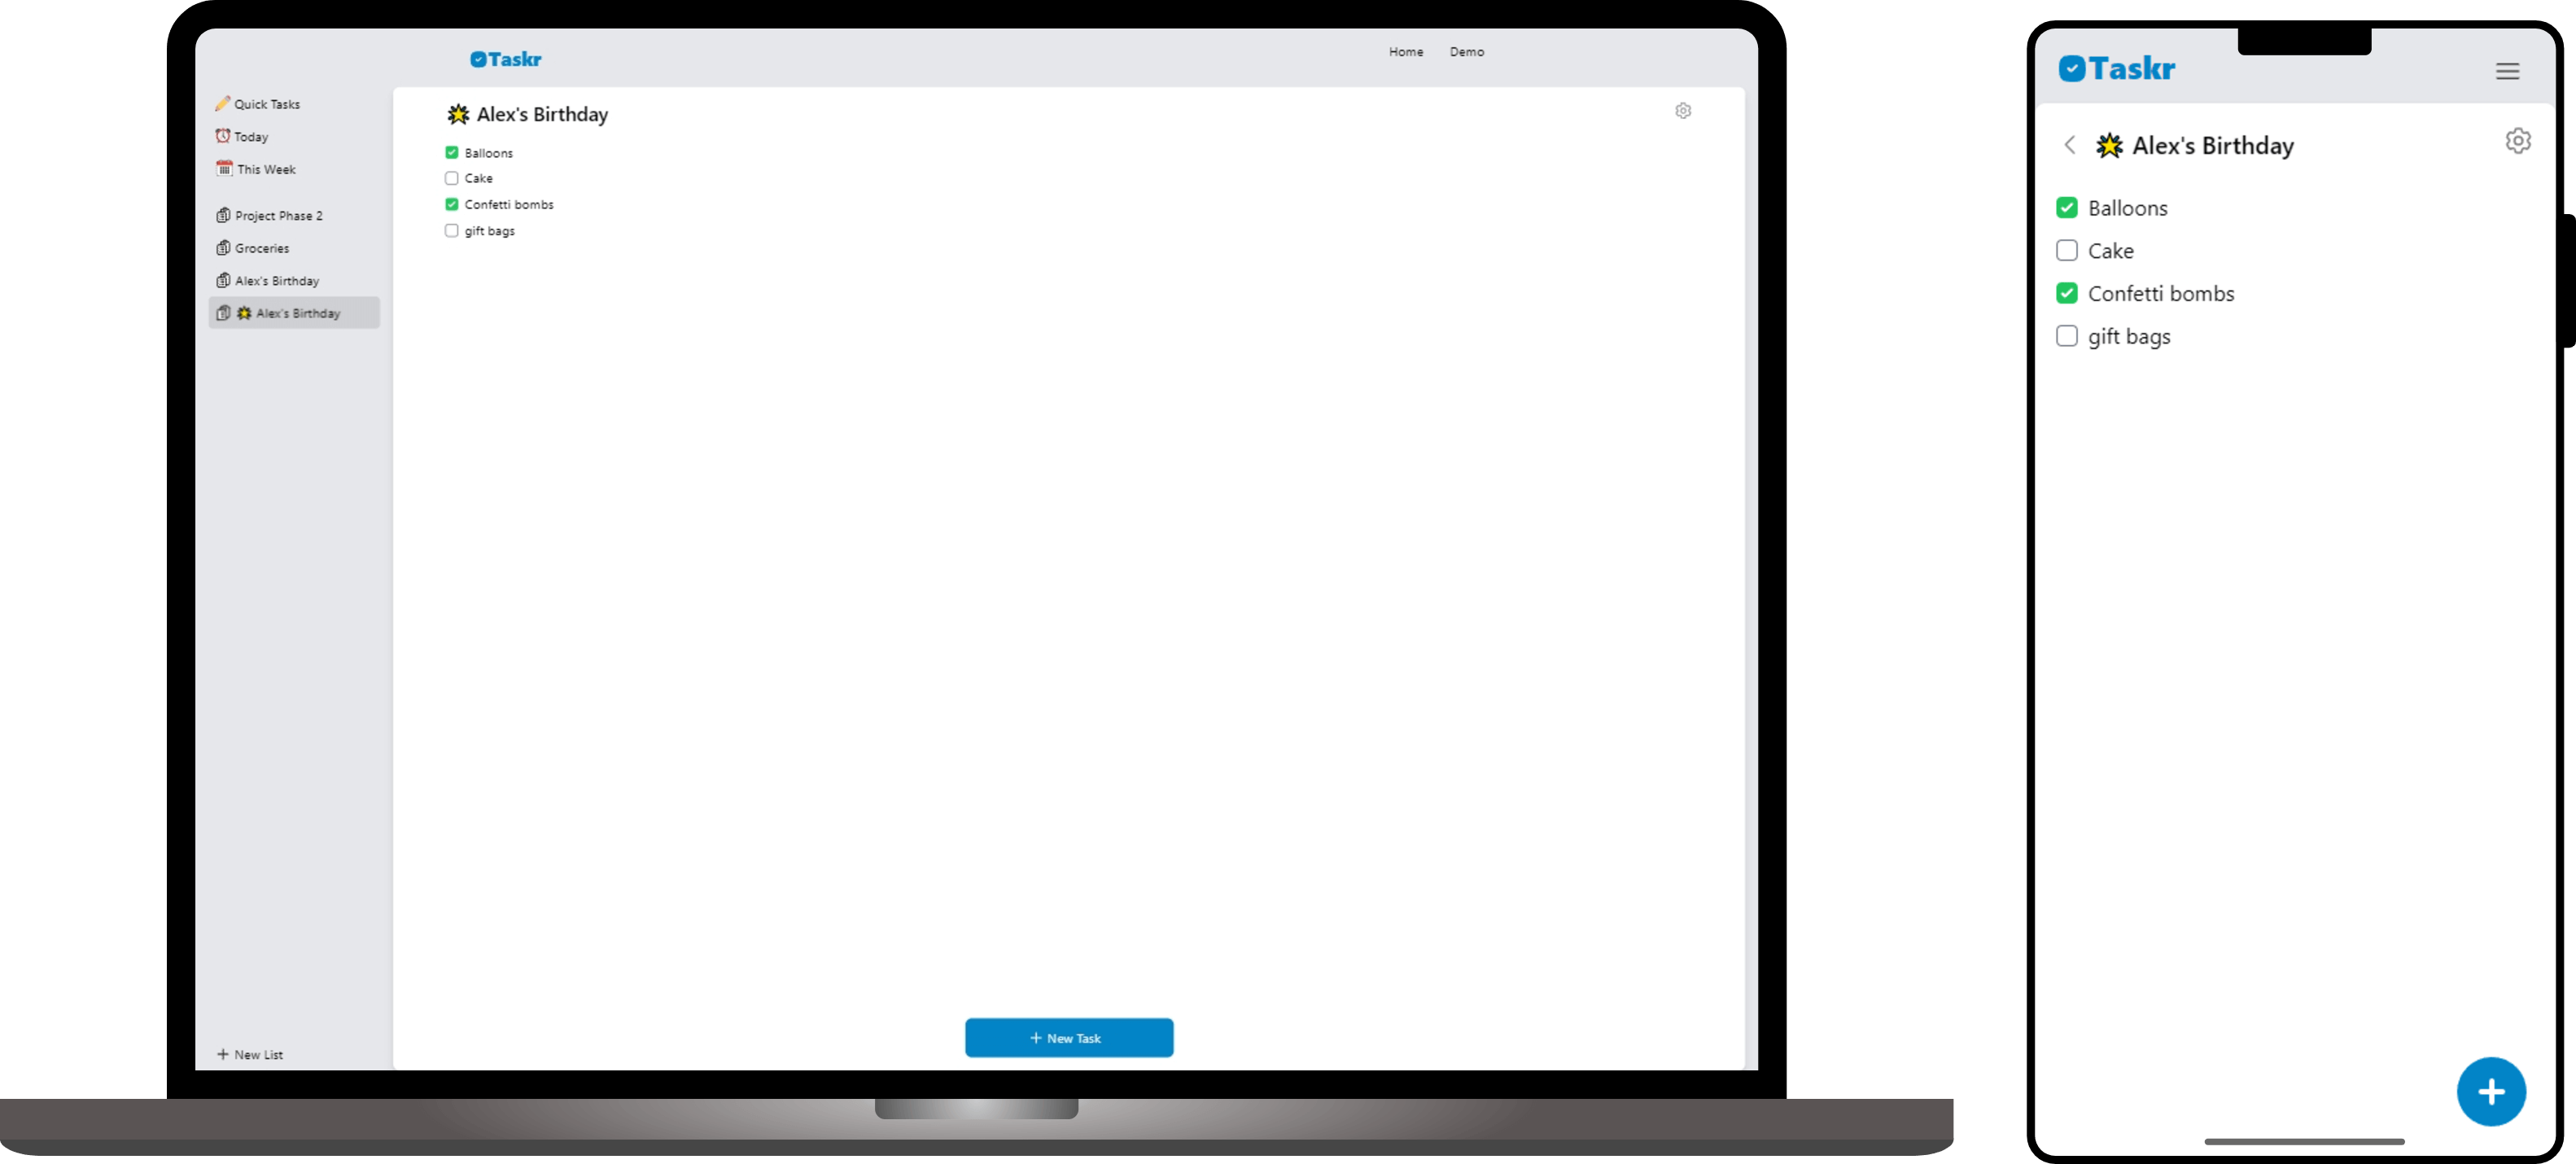 Taskr
Home Demo
Quick Tasks
Today
This Week
Project Phase 2
Groceries
Alex's Birthday
🌟 Alex's Birthday
New List
🌟 Alex's Birthday
Balloons
Cake
Confetti bombs
gift bags
+ New Task
Taskr
🌟 Alex's Birthday
Balloons
Cake
Confetti bombs
gift bags